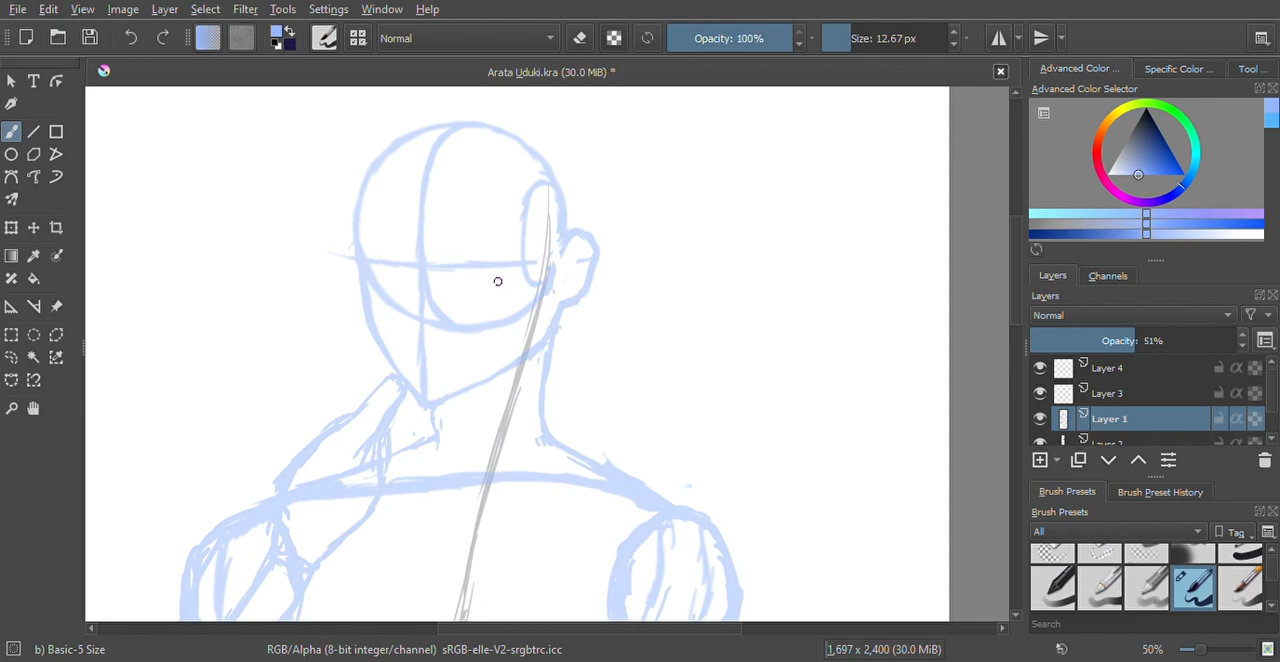 File Edit View Image Layer Select Filter Tools Settings Window Help
Normal Opacity: 100% Size: 12.67 px
Arata Uduki.kra (30.0 MiB) *
Advanced Color ... Specific Color ... Tool ...
Advanced Color Selector
Layers Channels
Layers
Normal
Opacity: 51%
Layer 4
Layer 3
Layer 1
Brush Presets Brush Preset History
Brush Presets
All Tag
Search
b) Basic-5 Size RGB/Alpha (8-bit integer/channel) sRGB-elle-V2-srgbtrc.icc 1,697 x 2,400 (30.0 MiB) 50%